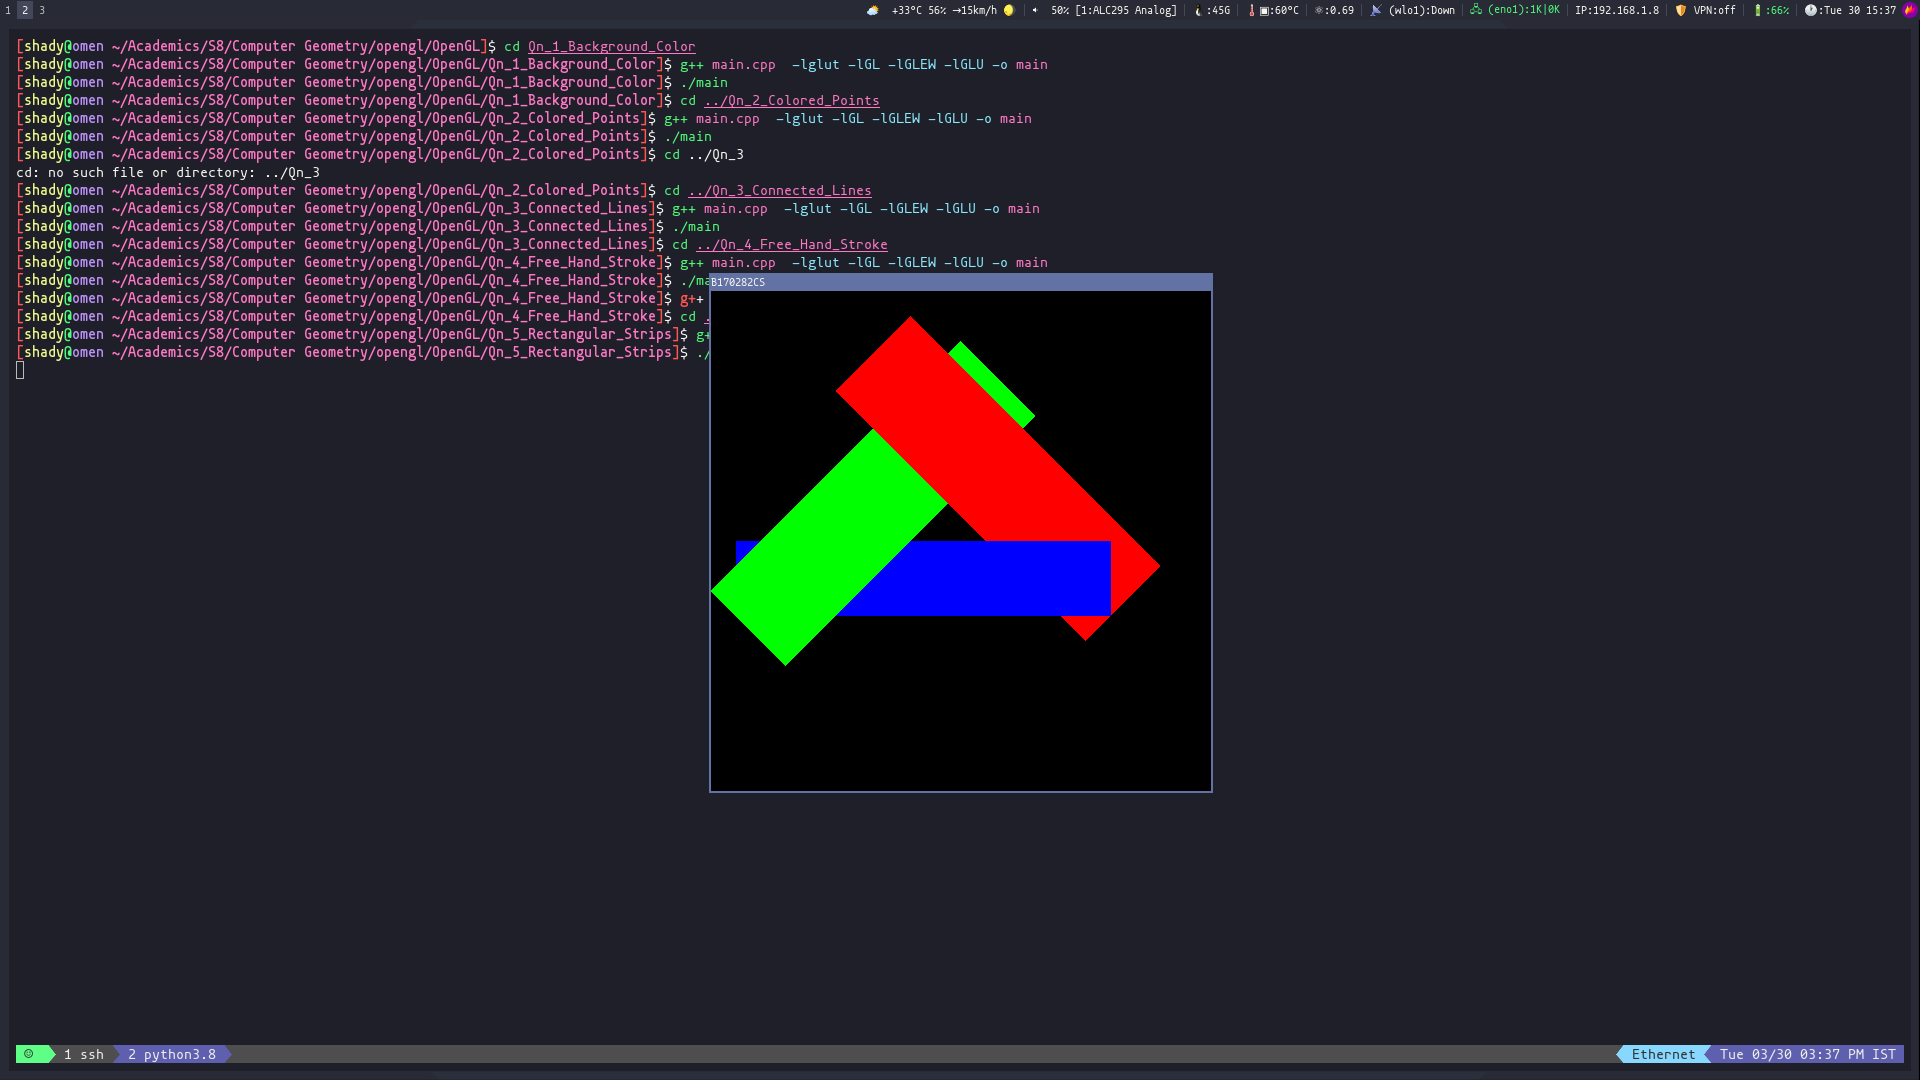 1 2 3 +33°C 56% →15km/h 50% [1:ALC295 Analog] :45G :60°C :0.69 (wlo1):Down (eno1):1K|0K IP:192.168.1.8 VPN:off :66% :Tue 30 15:37
[shady@omen ~/Academics/S8/Computer Geometry/opengl/OpenGL]$ cd Qn_1_Background_Color
[shady@omen ~/Academics/S8/Computer Geometry/opengl/OpenGL/Qn_1_Background_Color]$ g++ main.cpp  -lglut -lGL -lGLEW -lGLU -o main
[shady@omen ~/Academics/S8/Computer Geometry/opengl/OpenGL/Qn_1_Background_Color]$ ./main
[shady@omen ~/Academics/S8/Computer Geometry/opengl/OpenGL/Qn_1_Background_Color]$ cd ../Qn_2_Colored_Points
[shady@omen ~/Academics/S8/Computer Geometry/opengl/OpenGL/Qn_2_Colored_Points]$ g++ main.cpp  -lglut -lGL -lGLEW -lGLU -o main
[shady@omen ~/Academics/S8/Computer Geometry/opengl/OpenGL/Qn_2_Colored_Points]$ ./main
[shady@omen ~/Academics/S8/Computer Geometry/opengl/OpenGL/Qn_2_Colored_Points]$ cd ../Qn_3
cd: no such file or directory: ../Qn_3
[shady@omen ~/Academics/S8/Computer Geometry/opengl/OpenGL/Qn_2_Colored_Points]$ cd ../Qn_3_Connected_Lines
[shady@omen ~/Academics/S8/Computer Geometry/opengl/OpenGL/Qn_3_Connected_Lines]$ g++ main.cpp  -lglut -lGL -lGLEW -lGLU -o main
[shady@omen ~/Academics/S8/Computer Geometry/opengl/OpenGL/Qn_3_Connected_Lines]$ ./main
[shady@omen ~/Academics/S8/Computer Geometry/opengl/OpenGL/Qn_3_Connected_Lines]$ cd ../Qn_4_Free_Hand_Stroke
[shady@omen ~/Academics/S8/Computer Geometry/opengl/OpenGL/Qn_4_Free_Hand_Stroke]$ g++ main.cpp  -lglut -lGL -lGLEW -lGLU -o main
[shady@omen ~/Academics/S8/Computer Geometry/opengl/OpenGL/Qn_4_Free_Hand_Stroke]$ ./ma
[shady@omen ~/Academics/S8/Computer Geometry/opengl/OpenGL/Qn_4_Free_Hand_Stroke]$ g++
[shady@omen ~/Academics/S8/Computer Geometry/opengl/OpenGL/Qn_4_Free_Hand_Stroke]$ cd .
[shady@omen ~/Academics/S8/Computer Geometry/opengl/OpenGL/Qn_5_Rectangular_Strips]$ g+
[shady@omen ~/Academics/S8/Computer Geometry/opengl/OpenGL/Qn_5_Rectangular_Strips]$ ./
B170282CS
1 ssh 2 python3.8 Ethernet Tue 03/30 03:37 PM IST